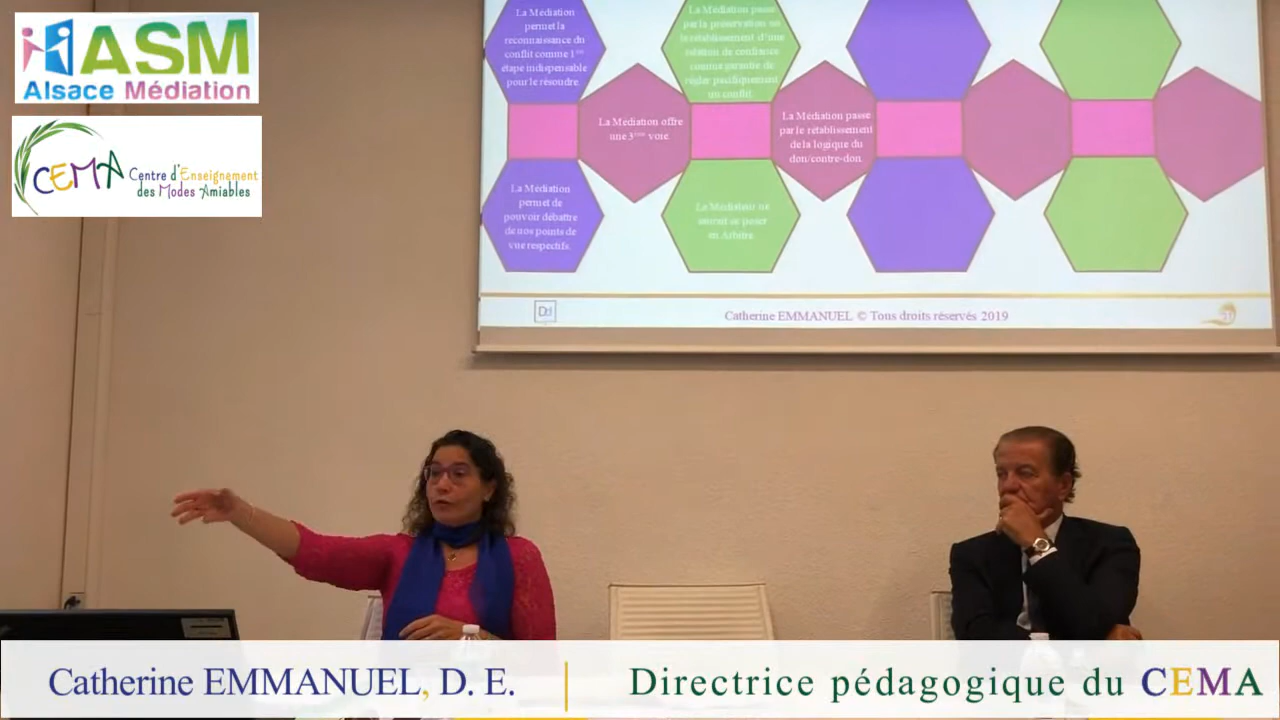 ASM
Alsace Médiation
CEMA Centre d'Enseignement
des Modes Amiables
La Médiation
permet la
reconnaissance du
conflit comme 1ère
étape indispensable
pour le résoudre.
La Médiation passe
par la préservation ou
le rétablissement d'une
relation de confiance
comme garantie de
régler pacifiquement
un conflit.
La Médiation offre
une 3ème voie.
La Médiation passe
par le rétablissement
de la logique du
don/contre-don.
La Médiation
permet de
pouvoir débattre
de nos points de
vue respectifs.
La Médiateur ne
saurait se poser
en Arbitre.
Catherine EMMANUEL © Tous droits réservés 2019
Catherine EMMANUEL, D. E.
Directrice pédagogique du CEMA